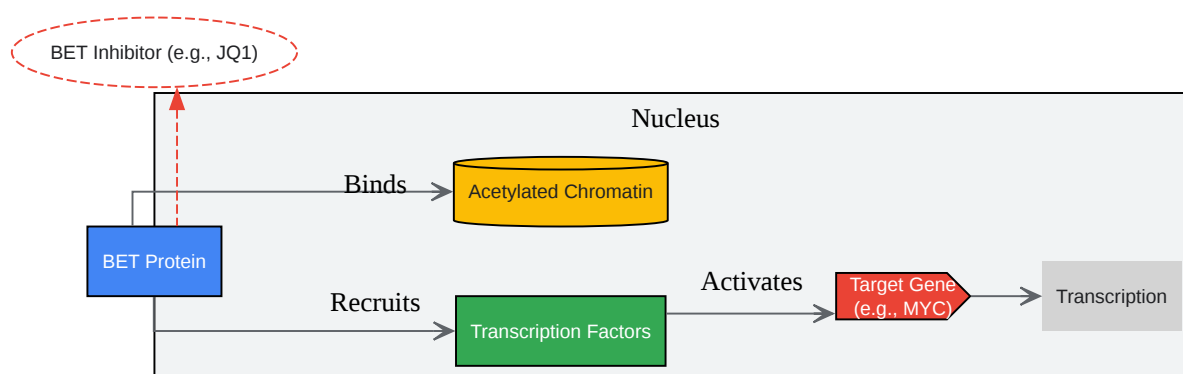 BET Inhibitor (e.g., JQ1)
Nucleus
Binds
Acetylated Chromatin
BET Protein
Recruits
Transcription Factors
Activates
Target Gene
(e.g., MYC)
Transcription